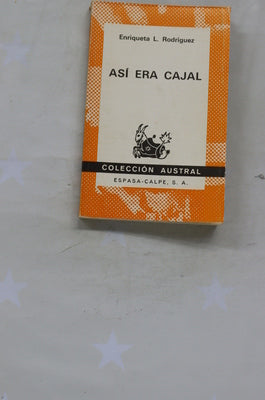 Enriqueta L. Rodríguez
ASÍ ERA CAJAL
COLECCIÓN AUSTRAL
ESPASA-CALPE, S. A.